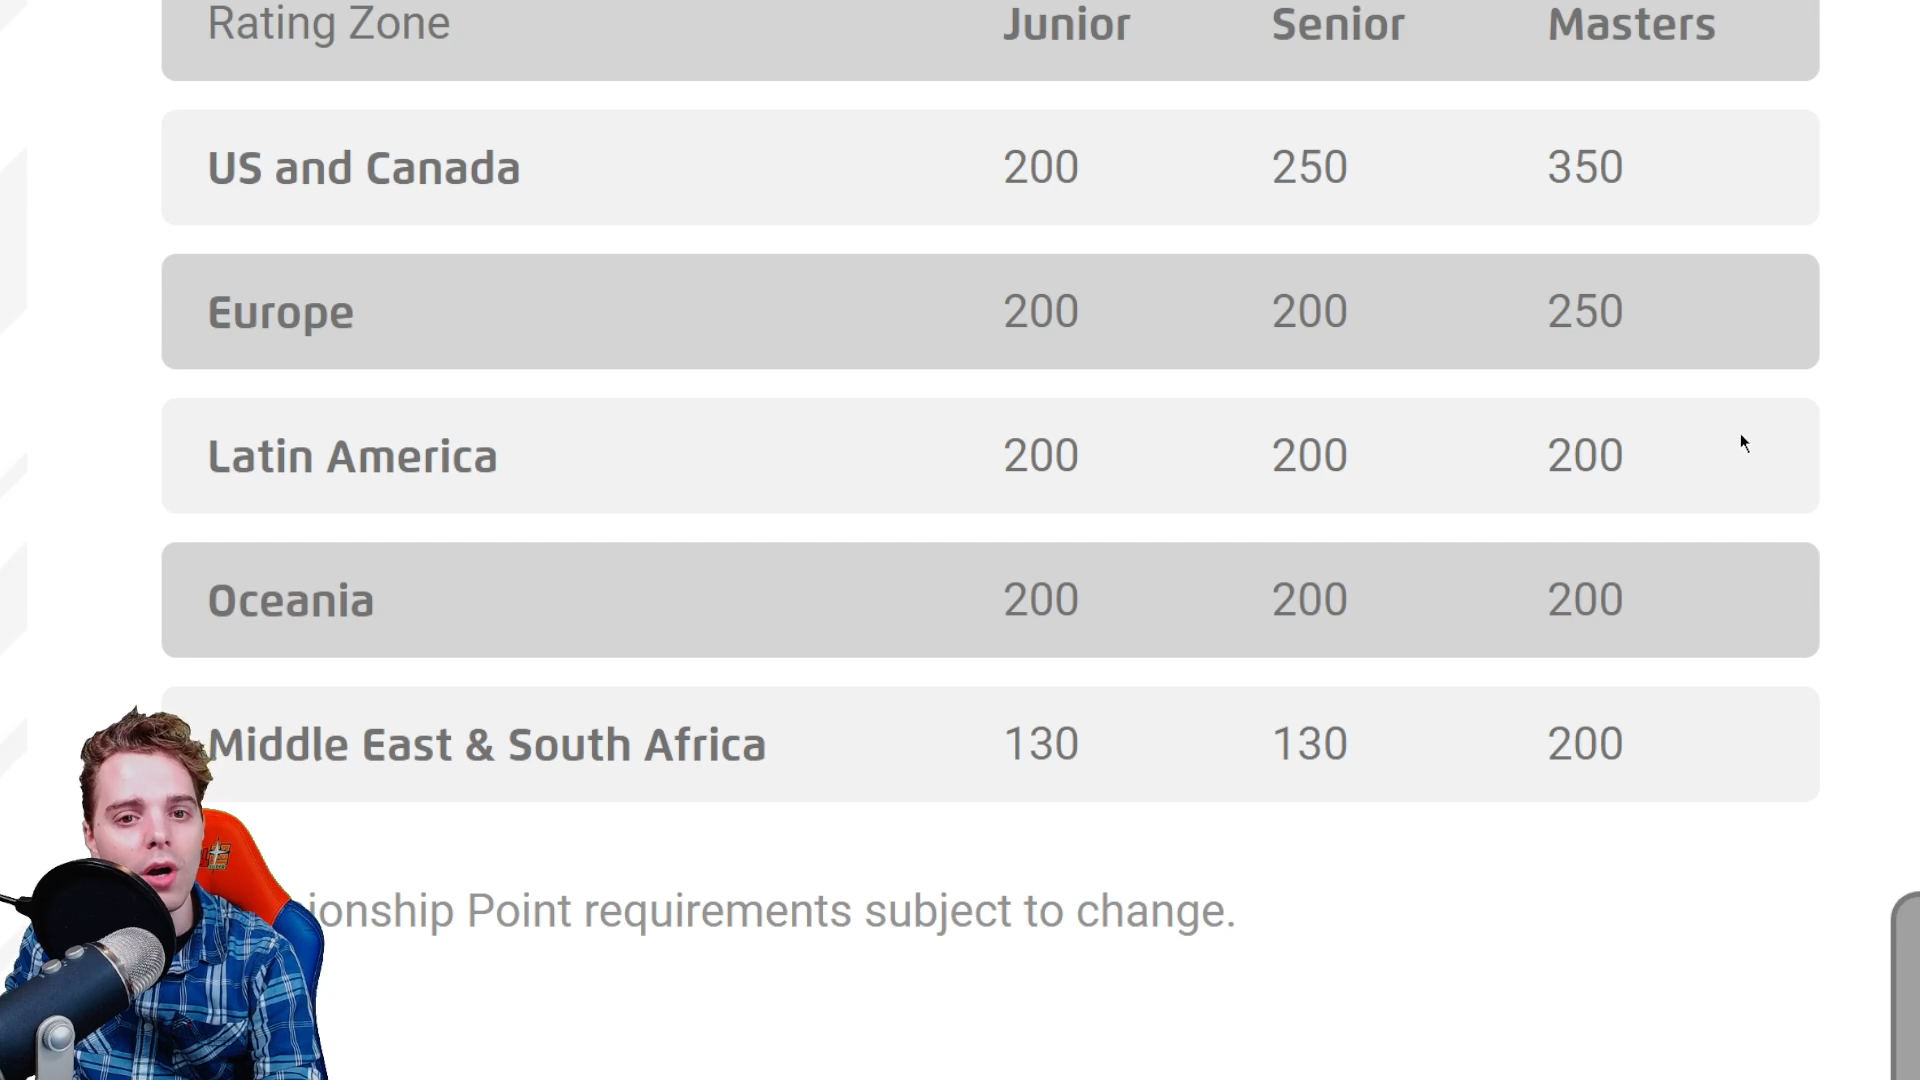 Rating Zone Junior Senior Masters
US and Canada 200 250 350
Europe 200 200 250
Latin America 200 200 200
Oceania 200 200 200
Middle East & South Africa 130 130 200
Point requirements subject to change.